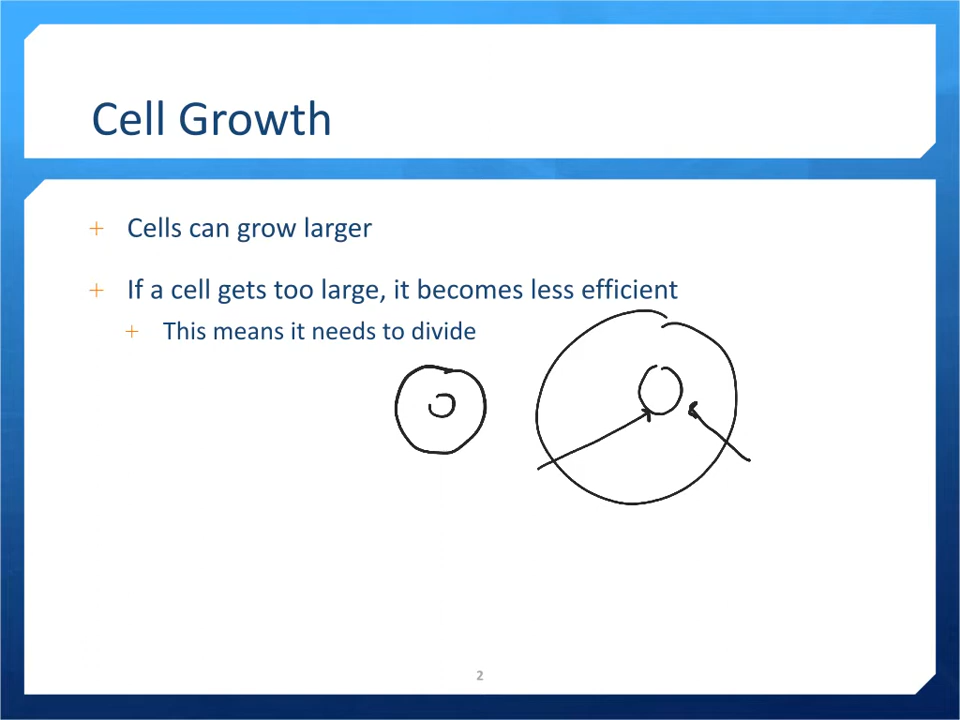 Cell Growth
+ Cells can grow larger
+ If a cell gets too large, it becomes less efficient
+ This means it needs to divide
2